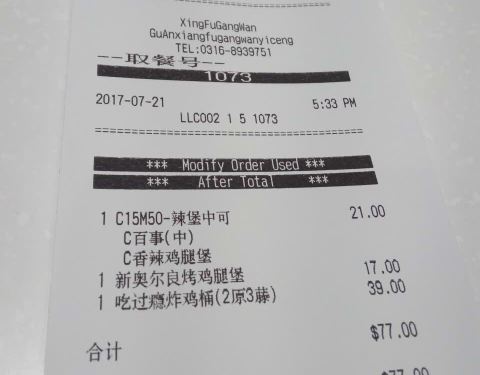 XingFuGangWan
GuAnxiangfugangwanyiceng
TEL:0316-8939751
--取餐号--
1073
2017-07-21 5:33 PM
LLC002 1 5 1073
*** Modify Order Used ***
*** After Total ***
1 C15M50-辣堡中可 21.00
C百事(中)
C香辣鸡腿堡
1 新奥尔良烤鸡腿堡 17.00
1 吃过瘾炸鸡桶(2原3藤) 39.00
合计 $77.00
$77.00